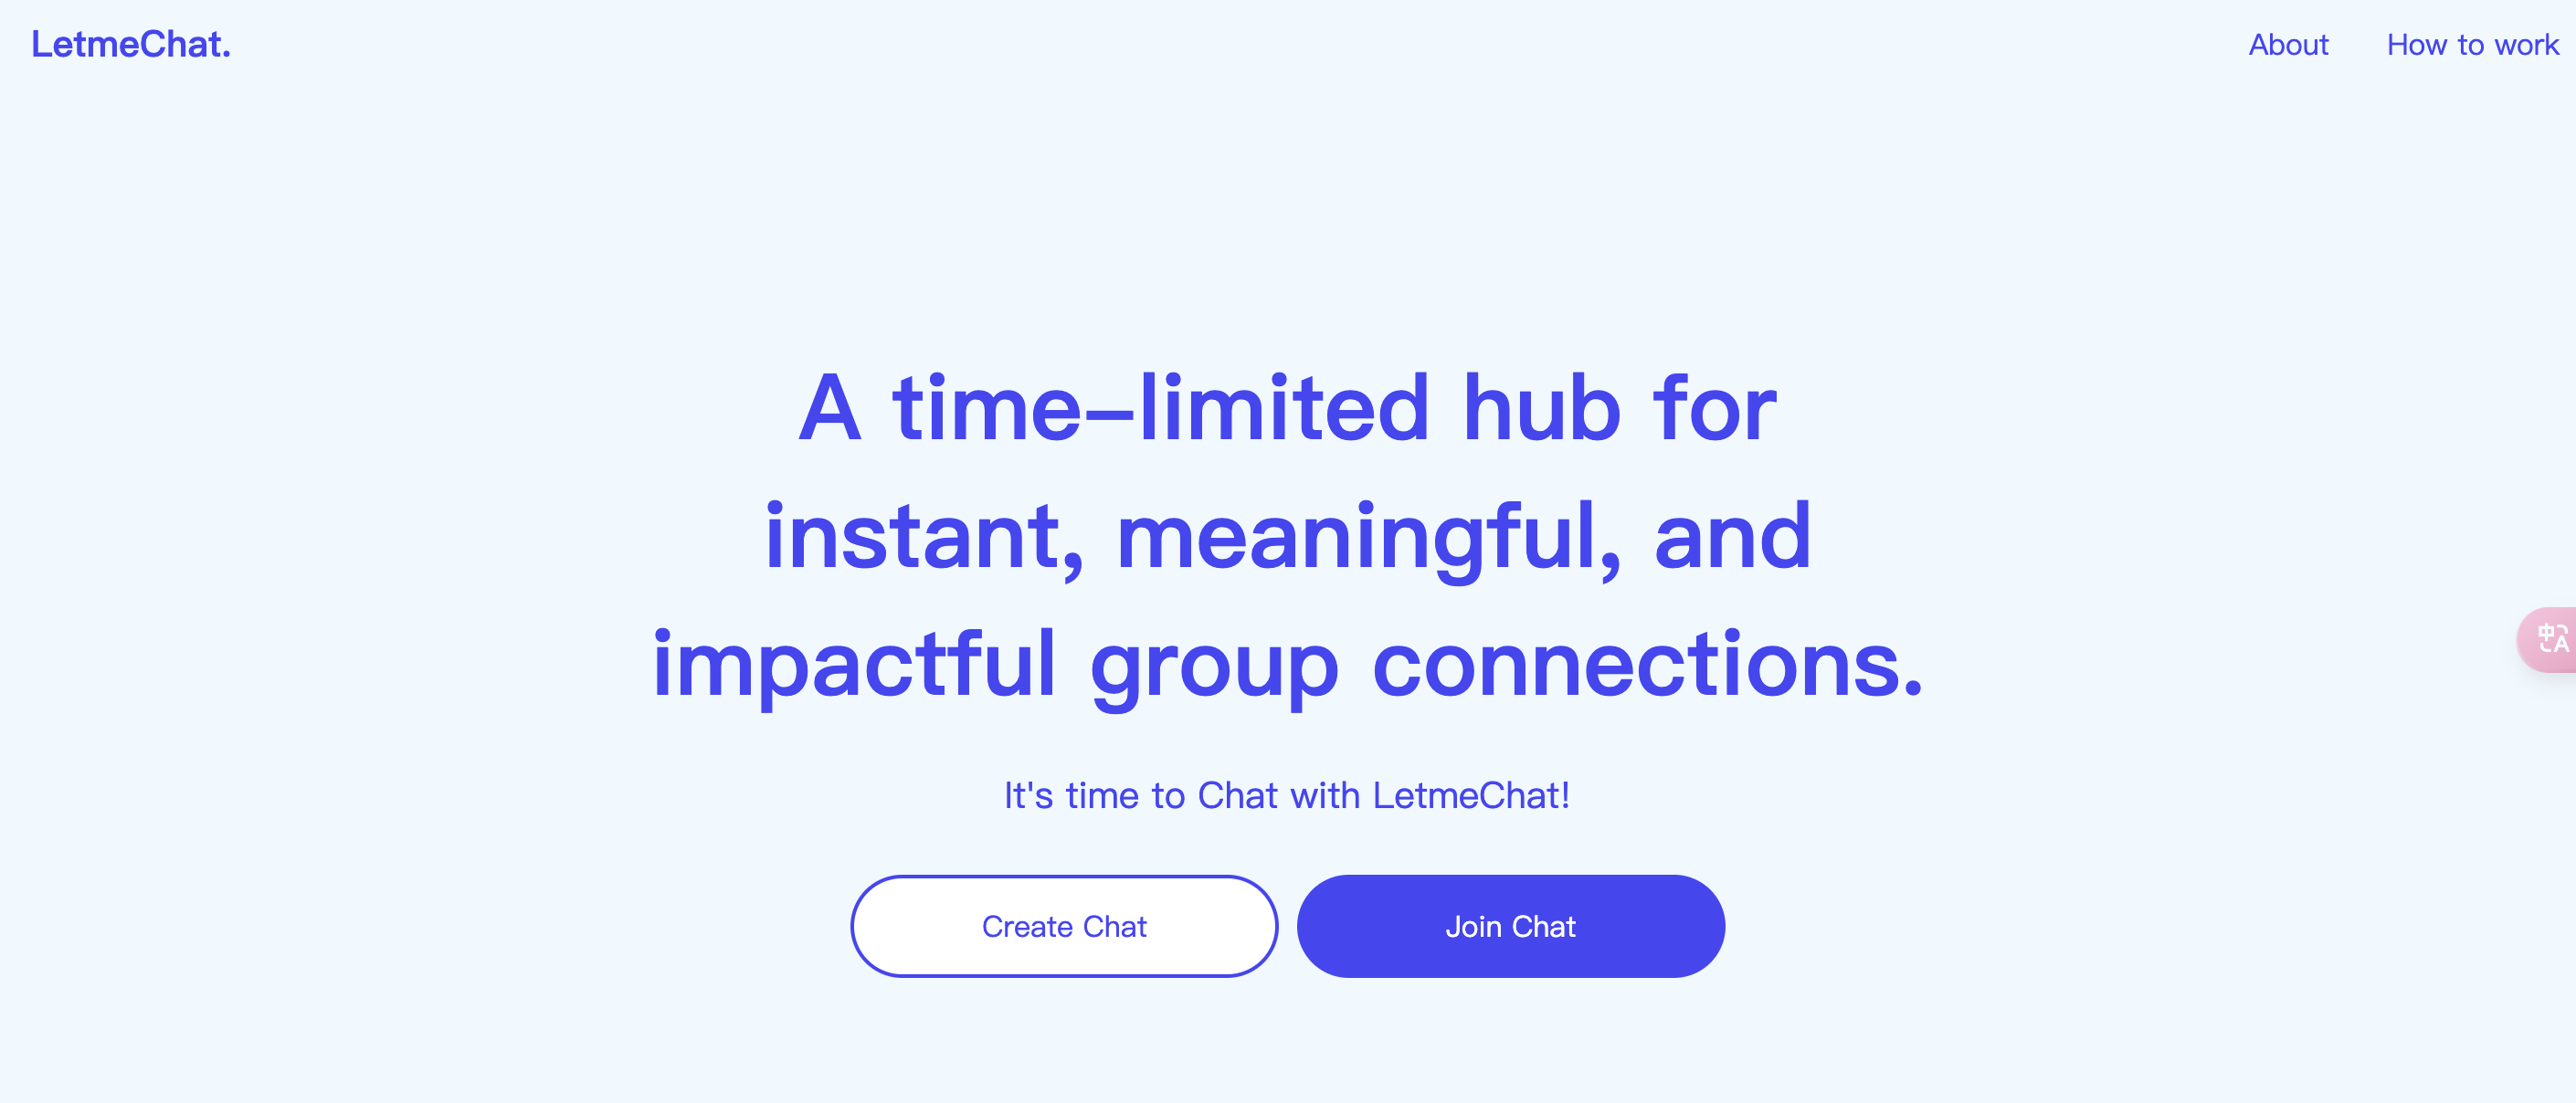 LetmeChat.
About
How to work
A time-limited hub for
instant, meaningful, and
impactful group connections.
中A
It's time to Chat with LetmeChat!
Create Chat
Join Chat